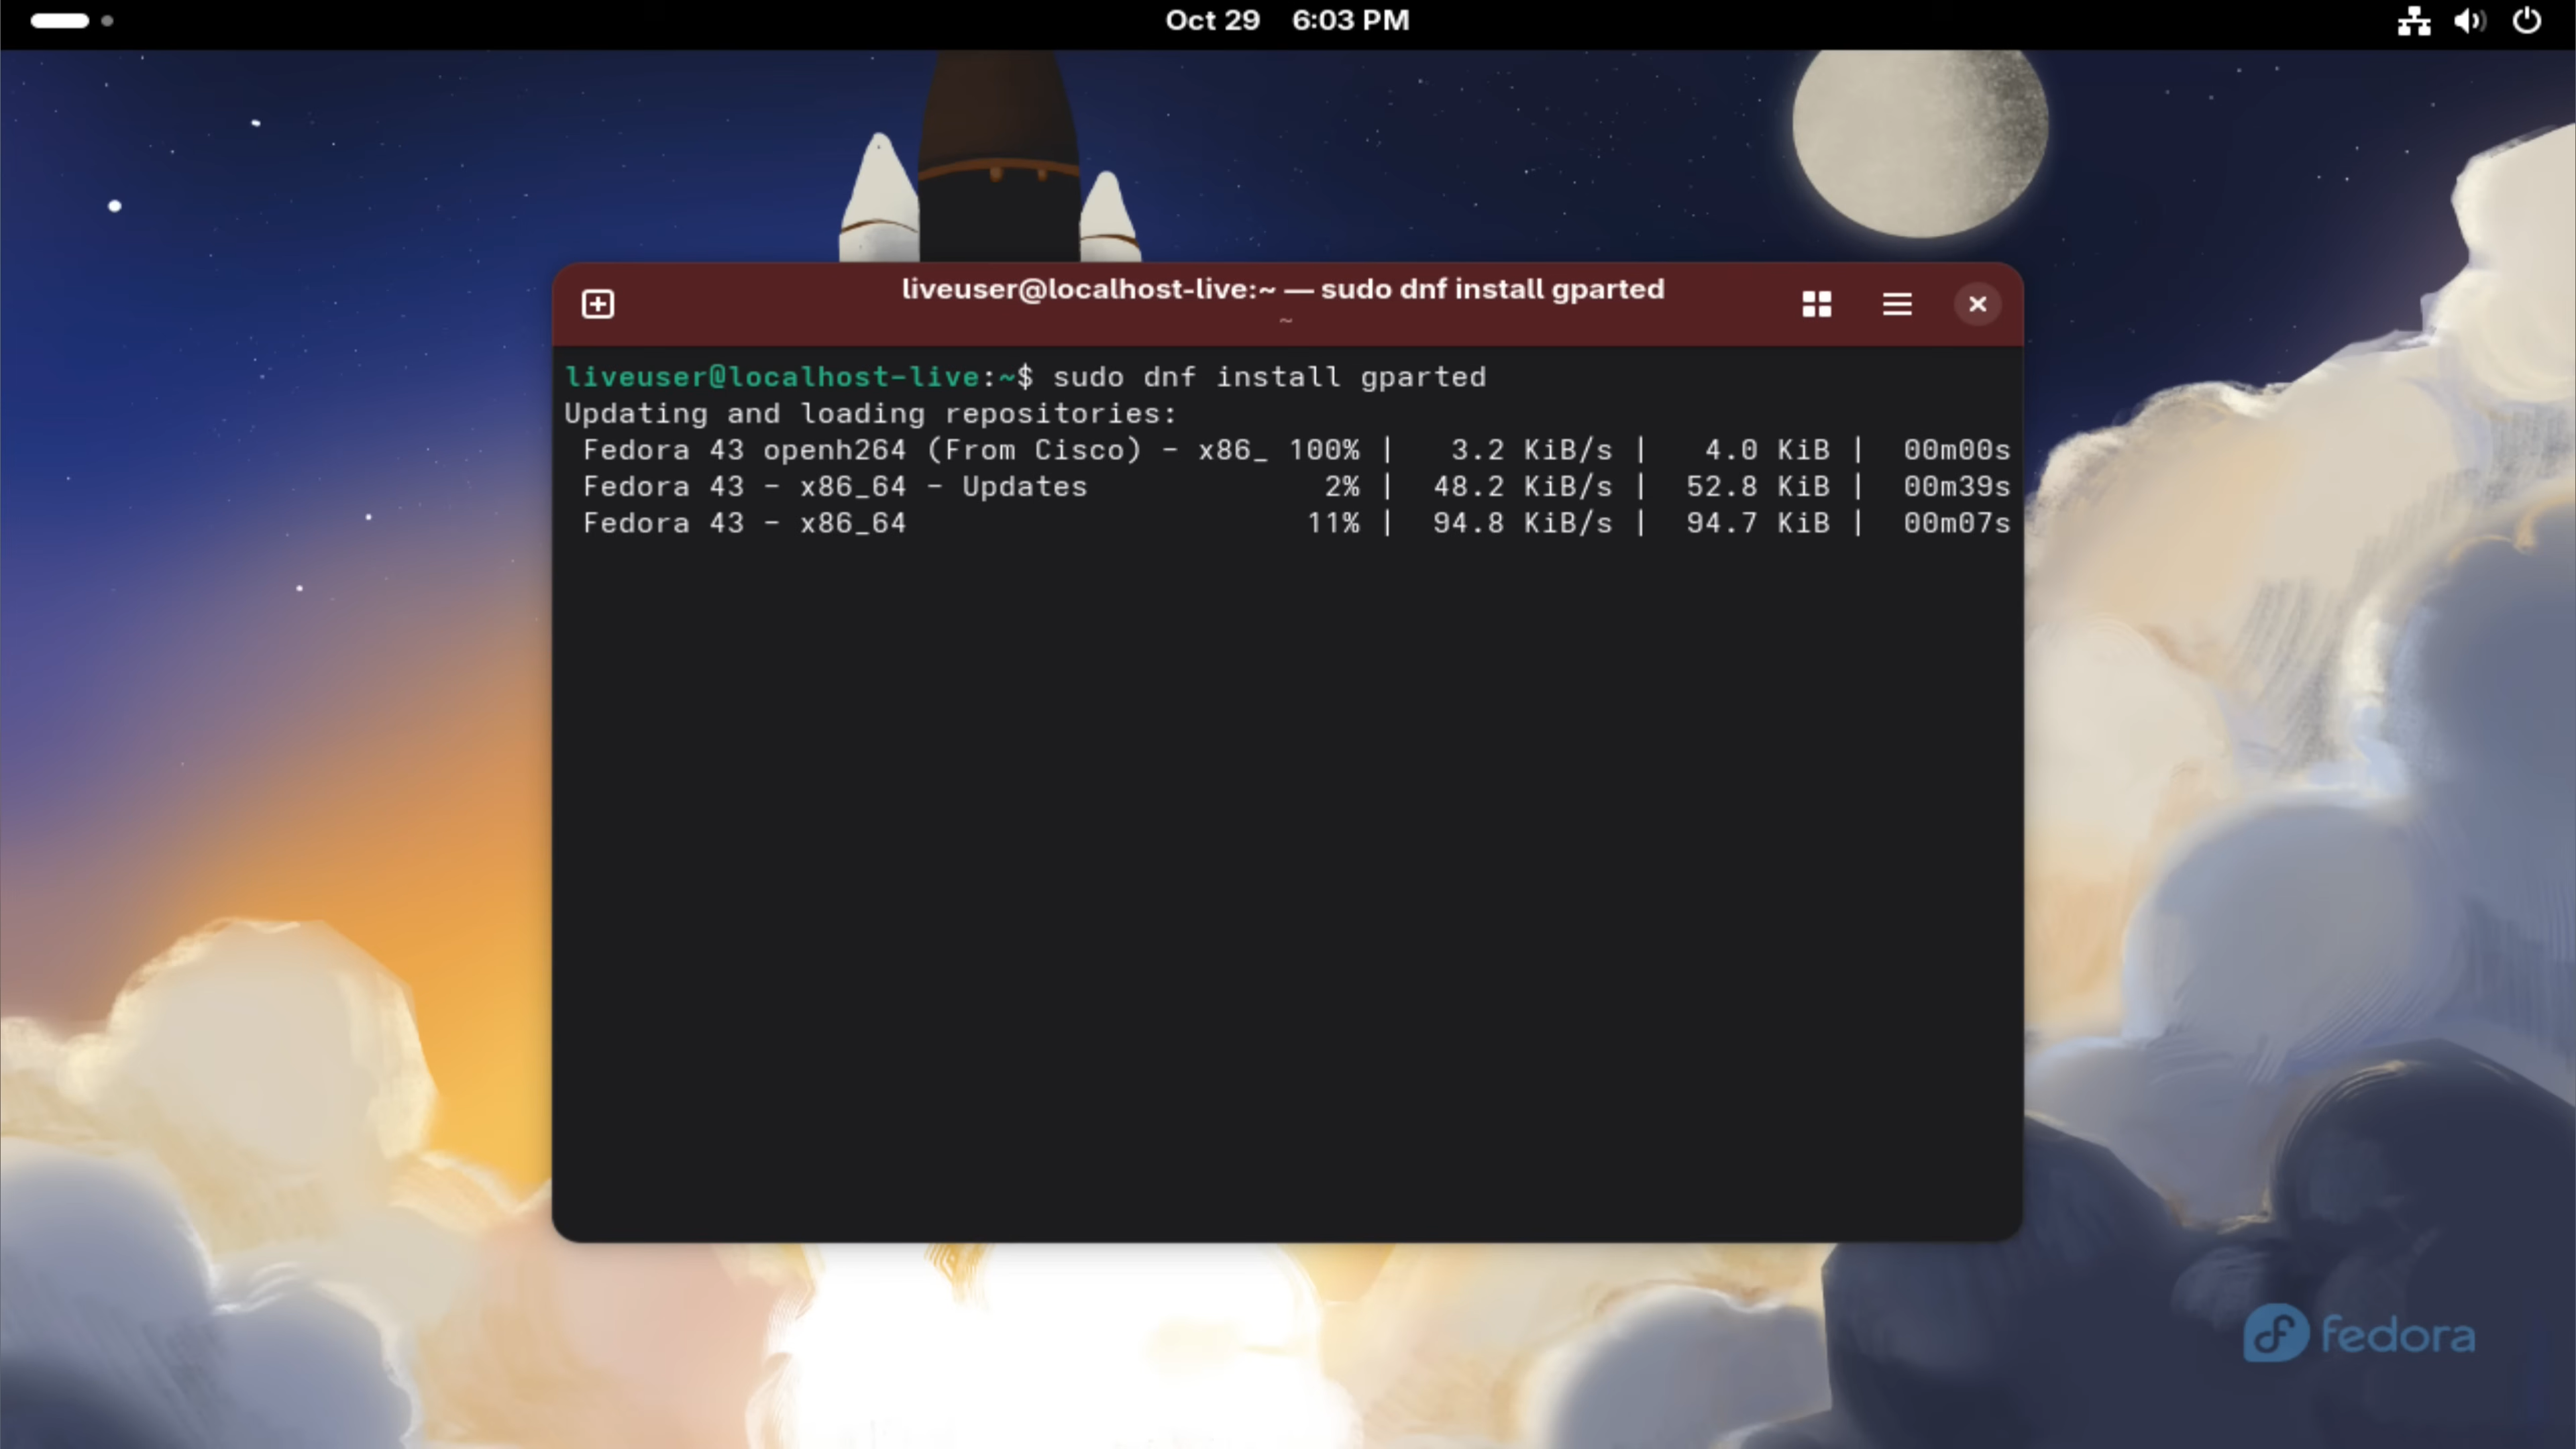 Oct 29 6:03 PM
liveuser@localhost-live:~ — sudo dnf install gparted
~
liveuser@localhost-live:~$ sudo dnf install gparted
Updating and loading repositories:
Fedora 43 openh264 (From Cisco) - x86_ 100% | 3.2 KiB/s | 4.0 KiB | 00m00s
Fedora 43 - x86_64 - Updates 2% | 48.2 KiB/s | 52.8 KiB | 00m39s
Fedora 43 - x86_64 11% | 94.8 KiB/s | 94.7 KiB | 00m07s
fedora